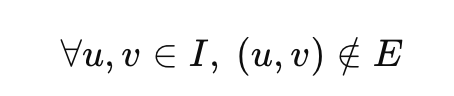 ∀u, v ∈ I, (u, v) ∉ E